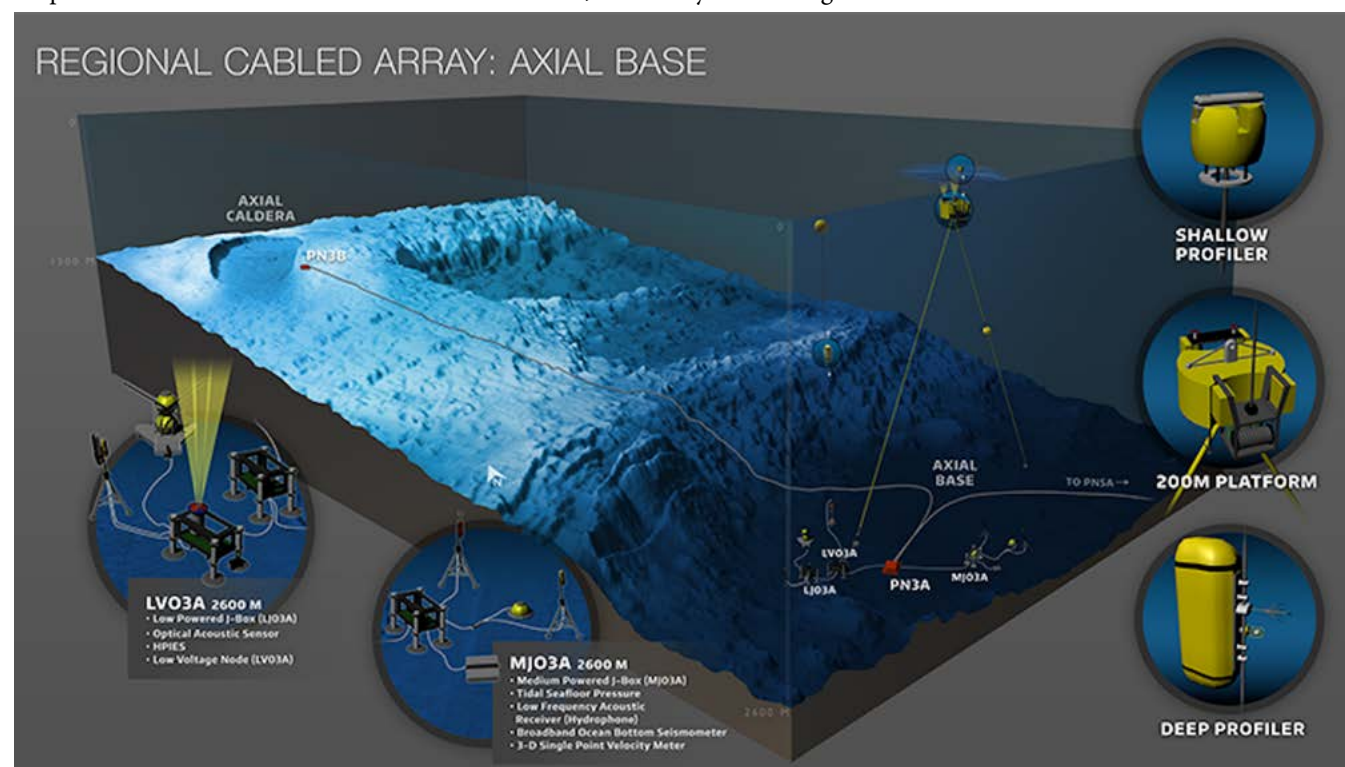 REGIONAL CABLED ARRAY: AXIAL BASE
0
AXIAL
CALDERA
PN3B
0
SHALLOW
PROFILER
AXIAL
BASE
TO PN5A→
200M PLATFORM
LV03A
LJ03A
PN3A
MJ03A
LV03A 2600 M
• Low Powered J-Box (LJ03A)
• Optical Acoustic Sensor
• HPIES
• Low Voltage Node (LV03A)
MJ03A 2600 M
• Medium Powered J-Box (MJ03A)
• Tidal Seafloor Pressure
• Low Frequency Acoustic
Receiver (Hydrophone)
• Broadband Ocean Bottom Seismometer
• 3-D Single Point Velocity Meter
2600 M
N
DEEP PROFILER